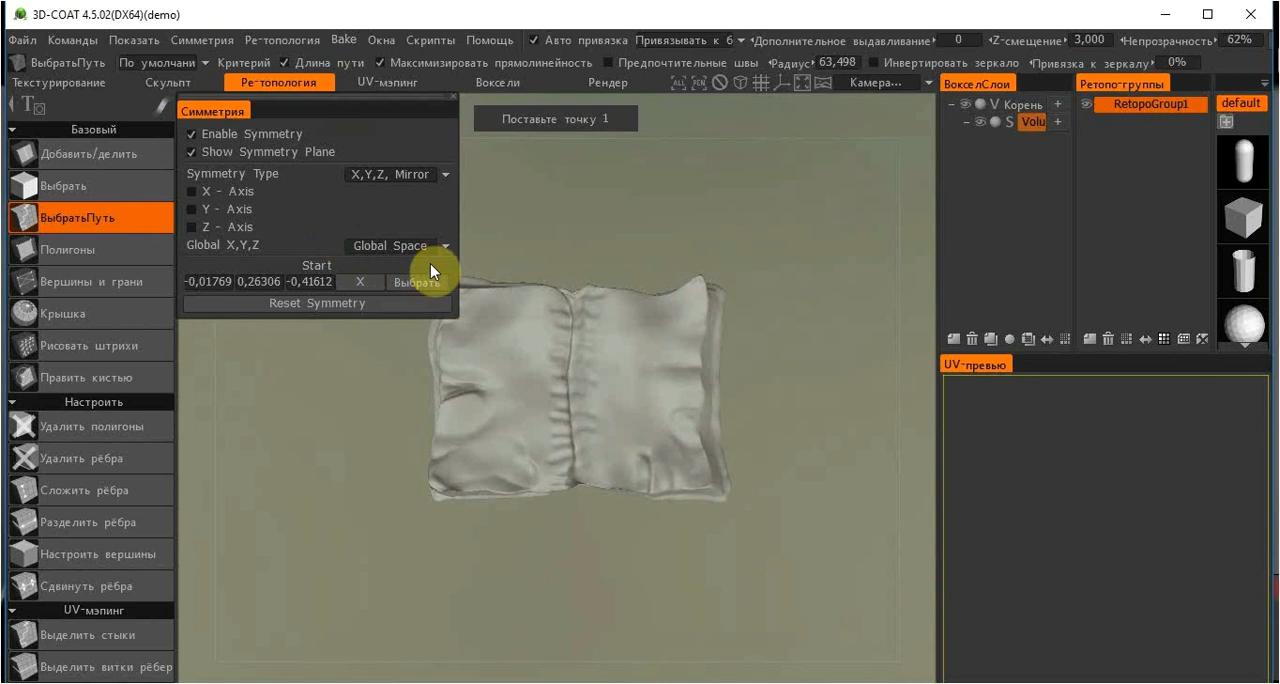 3D-COAT 4.5.02(DX64)(demo)
Файл Команды Показать Симметрия Ре-топология Bake Окна Скрипты Помощь Авто привязка Привязывать к б Дополнительное выдавливание 0 Z-смещение 3,000 Непрозрачность 62%
ВыбратьПуть По умолчани Критерий Длина пути Максимизировать прямолинейность Предпочтительные швы Радиус 63,498 Инвертировать зеркало Привязка к зеркалу 0%
Текстурирование Скульпт Ре-топология UV-мэпинг Воксели Рендер Камера... ВокселСлои Ретопо-группы
Симметрия
Поставьте точку 1
Корень +
RetopoGroup1
default
S Volu +
Базовый
Добавить/делить
Выбрать
ВыбратьПуть
Полигоны
Вершины и грани
Крышка
Рисовать штрихи
Править кистью
Настроить
Удалить полигоны
Удалить рёбра
Сложить рёбра
Разделить рёбра
Настроить вершины
Сдвинуть рёбра
UV-мэпинг
Выделить стыки
Выделить витки рёбер
Enable Symmetry
Show Symmetry Plane
Symmetry Type X,Y,Z, Mirror
X - Axis
Y - Axis
Z - Axis
Global X,Y,Z Global Space
Start
-0,01769 0,26306 -0,41612 X Выбрать
Reset Symmetry
UV-превью